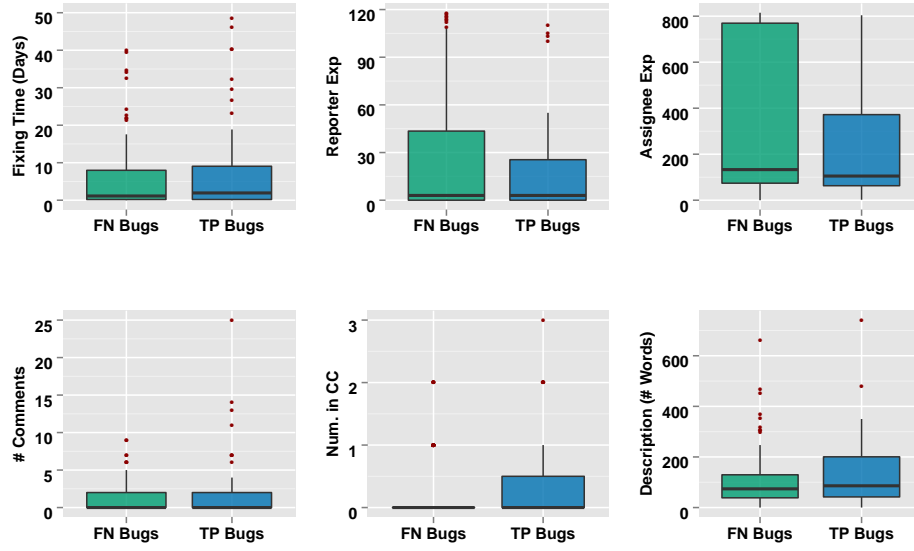 Fixing Time (Days)
50
40
30
20
10
0
FN Bugs
TP Bugs
Reporter Exp
120
90
60
30
0
FN Bugs
TP Bugs
Assignee Exp
800
600
400
200
0
FN Bugs
TP Bugs
# Comments
25
20
15
10
5
0
FN Bugs
TP Bugs
Num. in CC
3
2
1
0
FN Bugs
TP Bugs
Description (# Words)
600
400
200
0
FN Bugs
TP Bugs